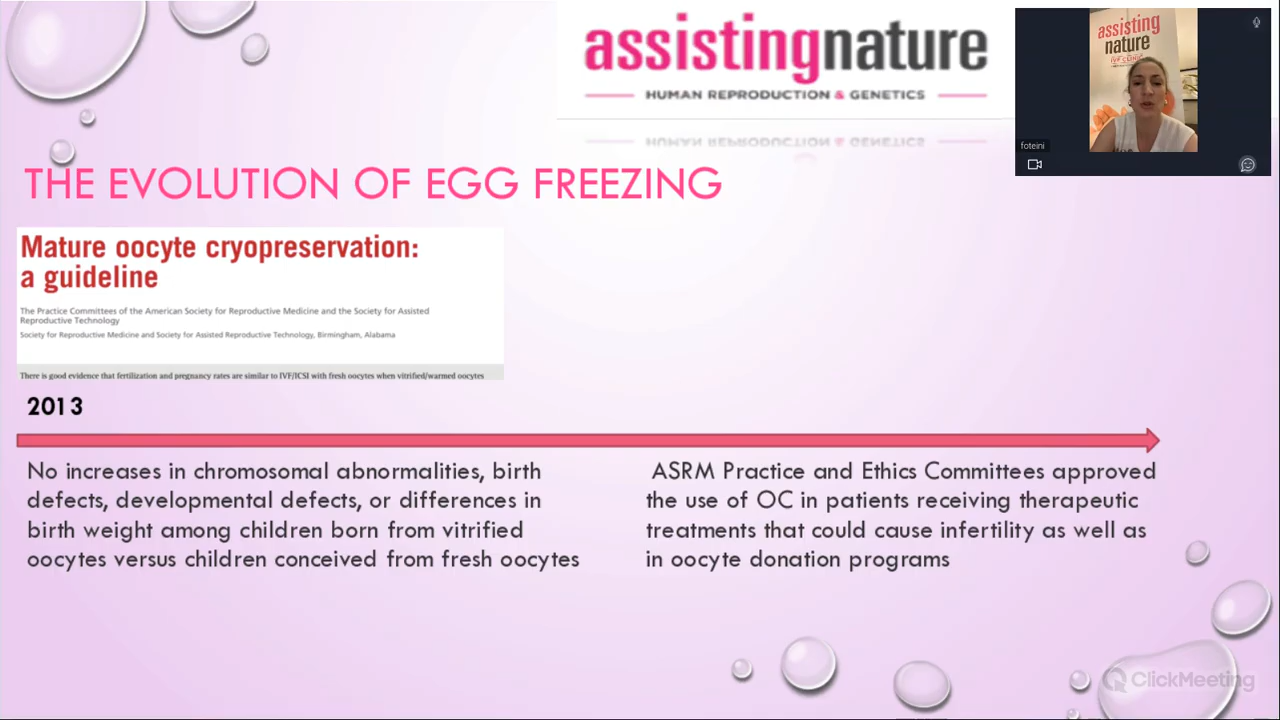 assistingnature
HUMAN REPRODUCTION & GENETICS
assisting
nature
IVF CLINIC
foteini
THE EVOLUTION OF EGG FREEZING
Mature oocyte cryopreservation:
a guideline
The Practice Committees of the American Society for Reproductive Medicine and the Society for Assisted
Reproductive Technology
Society for Reproductive Medicine and Society for Assisted Reproductive Technology, Birmingham, Alabama
There is good evidence that fertilization and pregnancy rates are similar to IVF/ICSI with fresh oocytes when vitrified/warmed oocytes
2013
No increases in chromosomal abnormalities, birth
defects, developmental defects, or differences in
birth weight among children born from vitrified
oocytes versus children conceived from fresh oocytes
ASRM Practice and Ethics Committees approved
the use of OC in patients receiving therapeutic
treatments that could cause infertility as well as
in oocyte donation programs
ClickMeeting